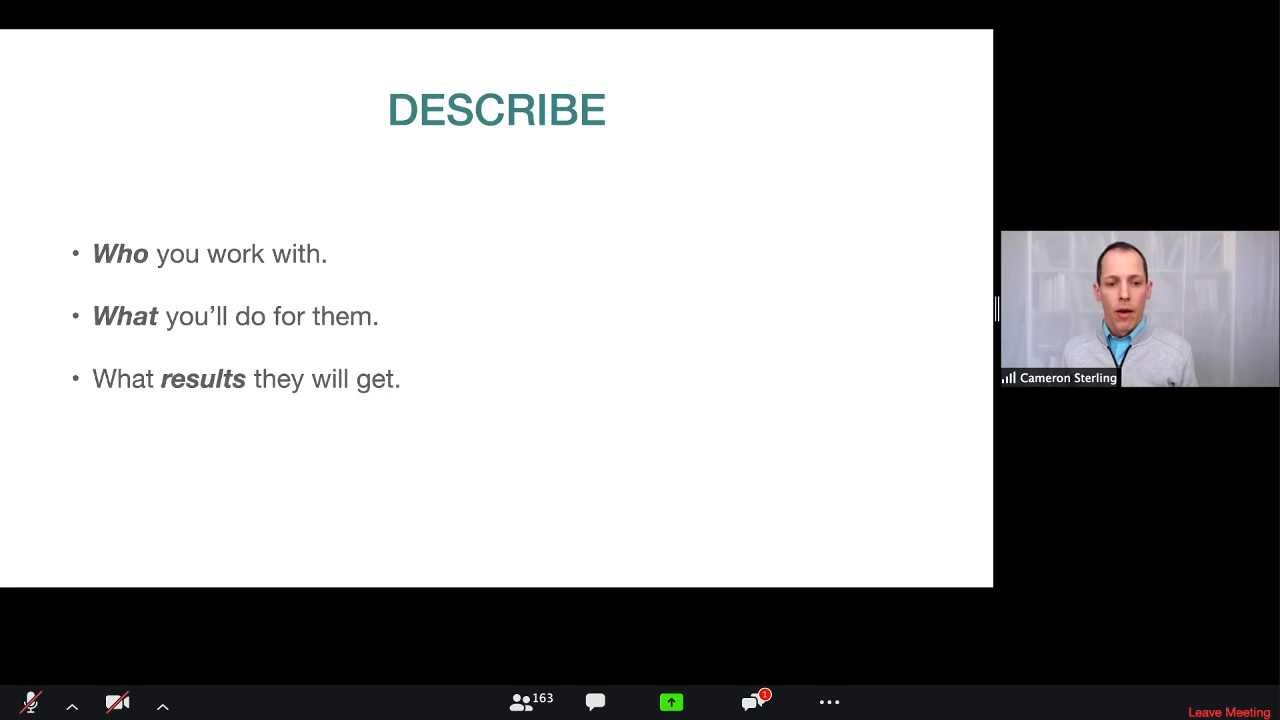 DESCRIBE
• Who you work with.
• What you’ll do for them.
• What results they will get.
Cameron Sterling
163
1
Leave Meeting